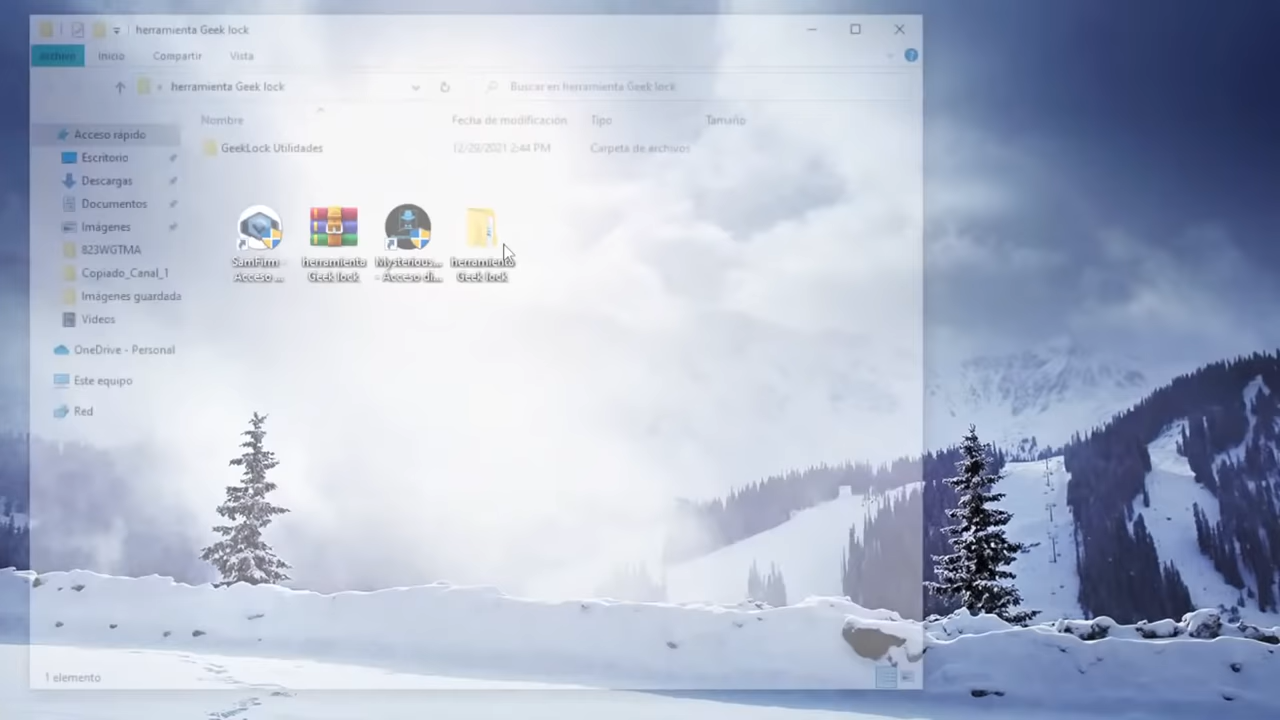 herramienta Geek lock
Archivo
Inicio
Compartir
Vista
herramienta Geek lock
Buscar en herramienta Geek lock
Nombre
Fecha de modificación
Tipo
Tamaño
GeekLock Utilidades
12/29/2021 2:44 PM
Carpeta de archivos
Acceso rápido
Escritorio
Descargas
Documentos
Imágenes
823WGTMA
Copiado_Canal_1
Imágenes guardada
Videos
OneDrive - Personal
Este equipo
Red
SamFirm -
Acceso ...
herramienta
Geek lock
Mysterious...
- Acceso di...
herramienta
Geek lock
1 elemento